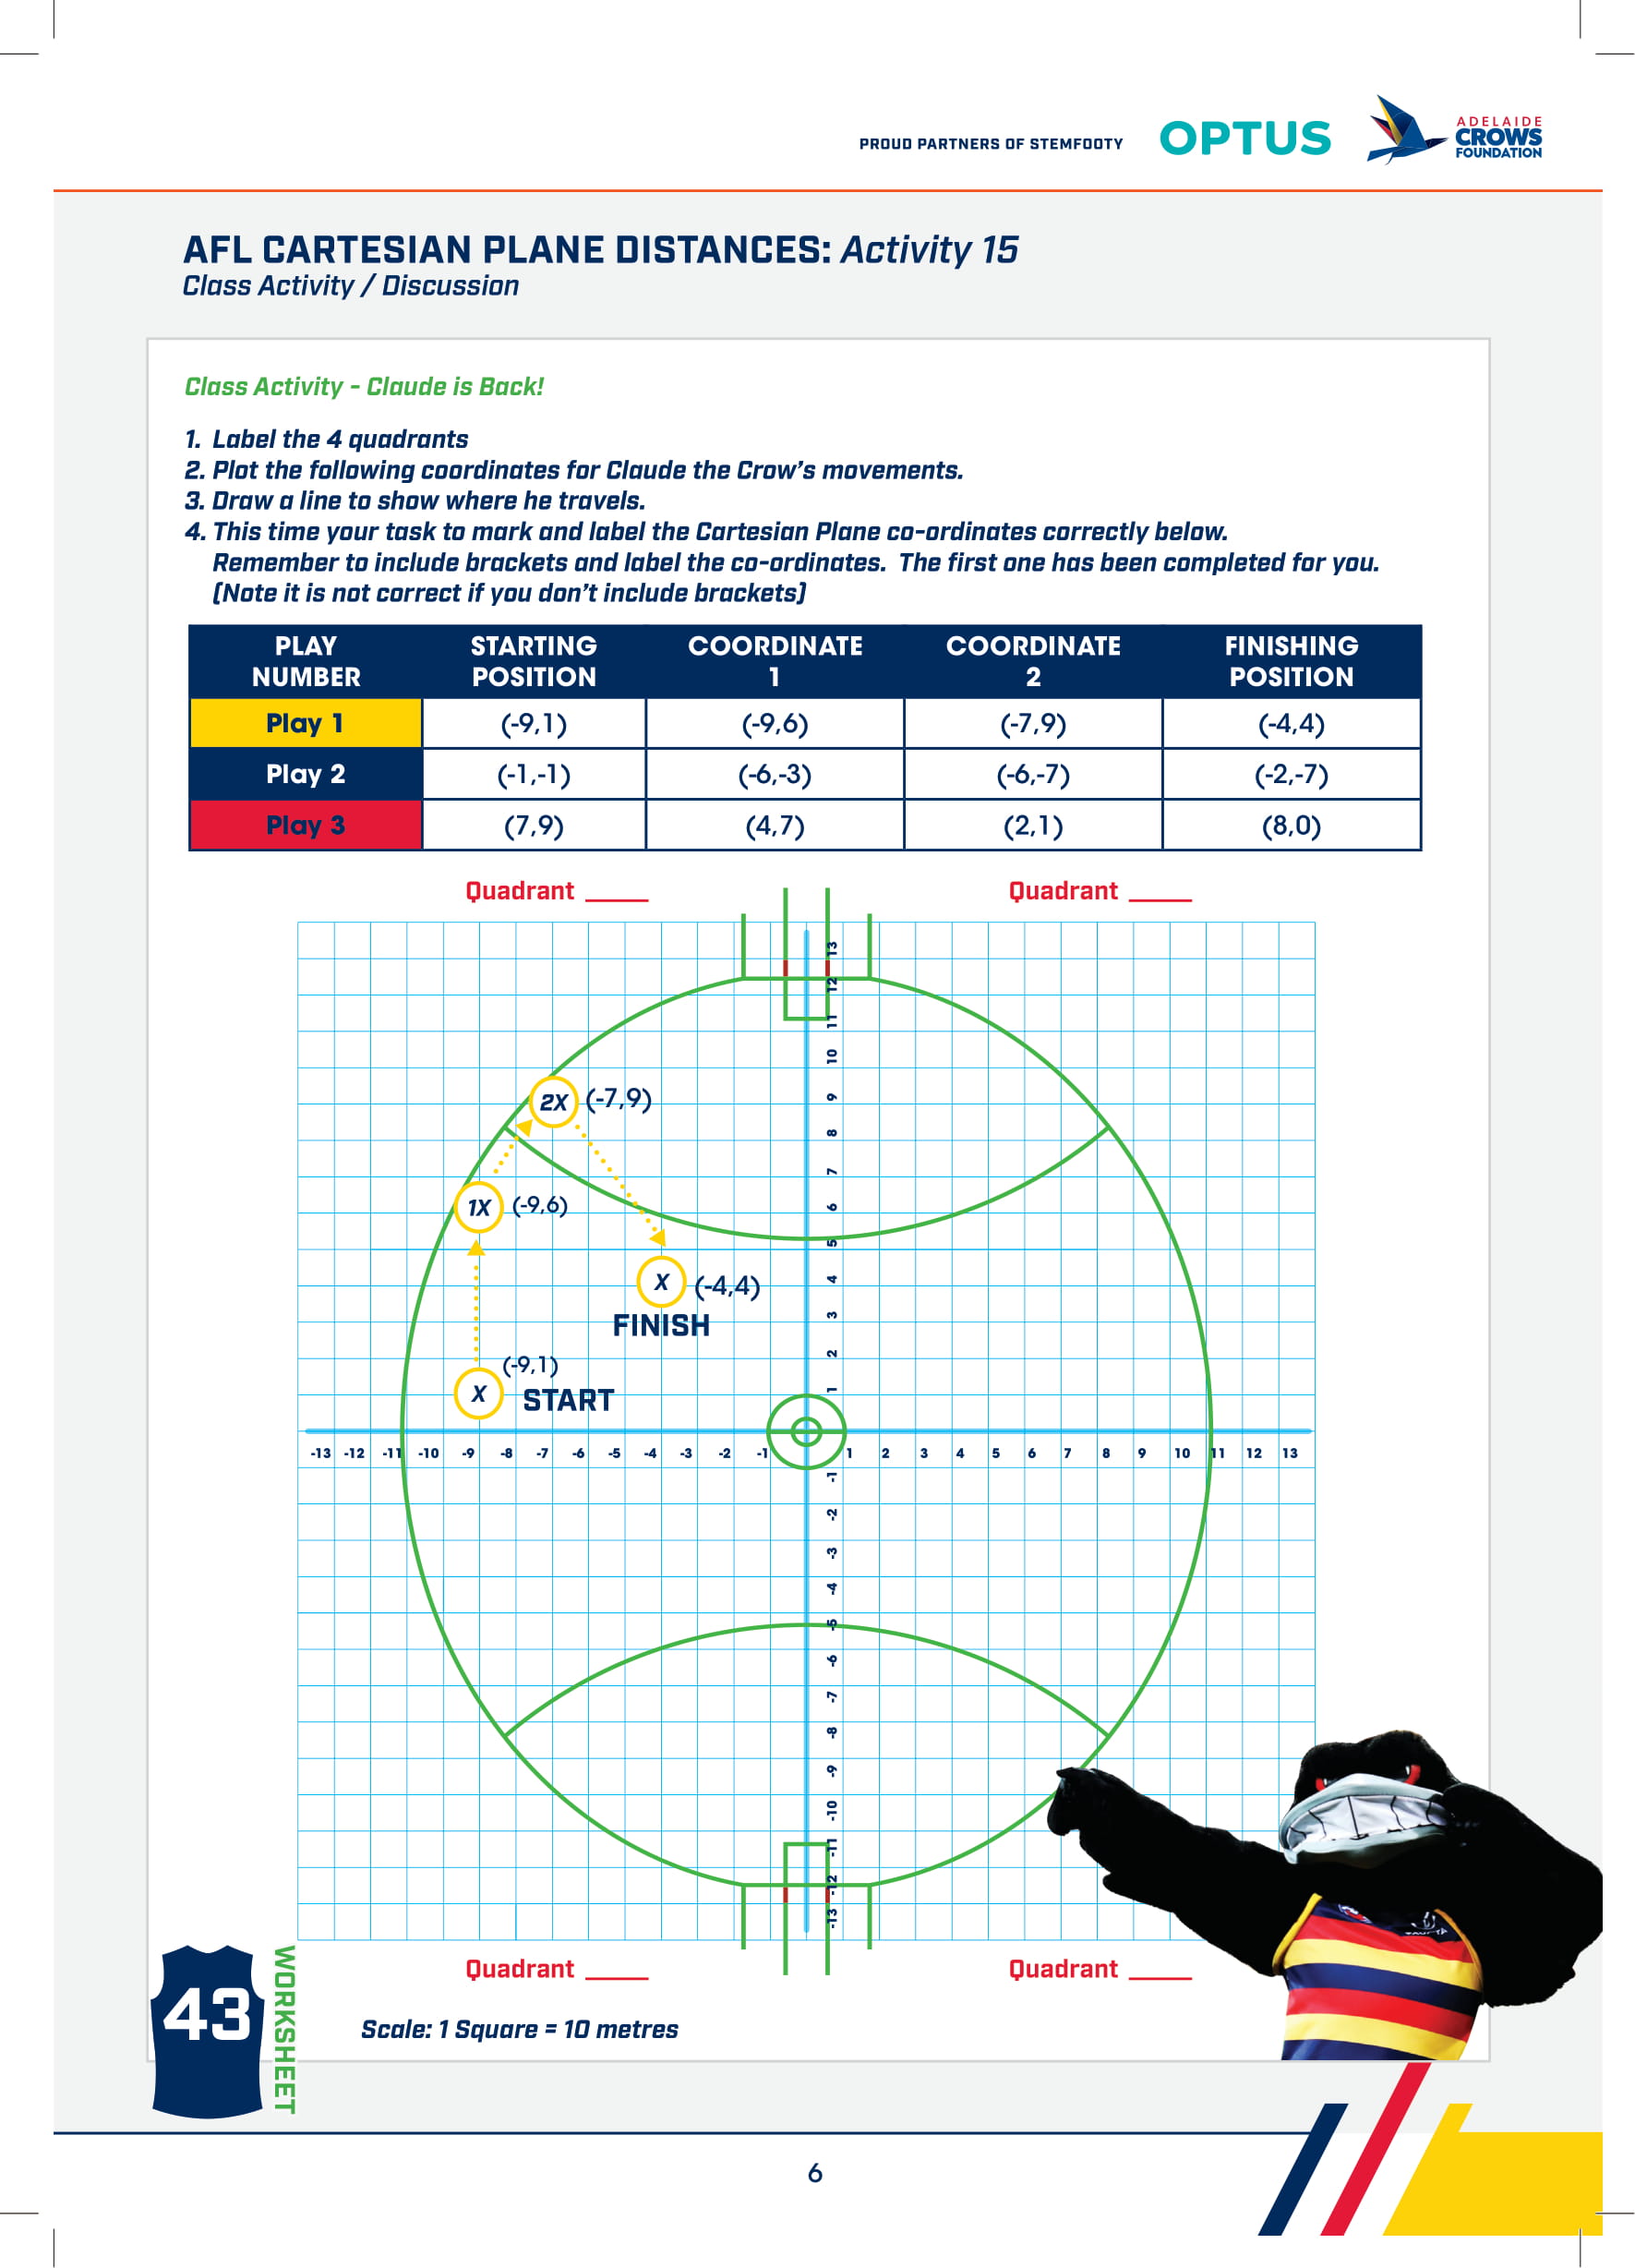 PROUD PARTNERS OF STEMFOOTY
OPTUS
ADELAIDE
CROWS
FOUNDATION
AFL CARTESIAN PLANE DISTANCES: Activity 15
Class Activity / Discussion
Class Activity - Claude is Back!
1. Label the 4 quadrants
2. Plot the following coordinates for Claude the Crow's movements.
3. Draw a line to show where he travels.
4. This time your task to mark and label the Cartesian Plane co-ordinates correctly below.
Remember to include brackets and label the co-ordinates. The first one has been completed for you.
(Note it is not correct if you don't include brackets)
PLAY NUMBER STARTING POSITION COORDINATE 1 COORDINATE 2 FINISHING POSITION
Play 1 (-9,1) (-9,6) (-7,9) (-4,4)
Play 2 (-1,-1) (-6,-3) (-6,-7) (-2,-7)
Play 3 (7,9) (4,7) (2,1) (8,0)
Quadrant _____ Quadrant _____
13
12
11
10
9
2X (-7,9)
8
7
6
1X (-9,6)
5
4
X (-4,4)
FINISH
3
2
(-9,1)
1
X START
-13 -12 -11 -10 -9 -8 -7 -6 -5 -4 -3 -2 -1 1 2 3 4 5 6 7 8 9 10 11 12 13
-1
-2
-3
-4
-5
-6
-7
-8
-9
-10
-11
-12
-13
Quadrant _____ Quadrant _____
43
WORKSHEET
Scale: 1 Square = 10 metres
6